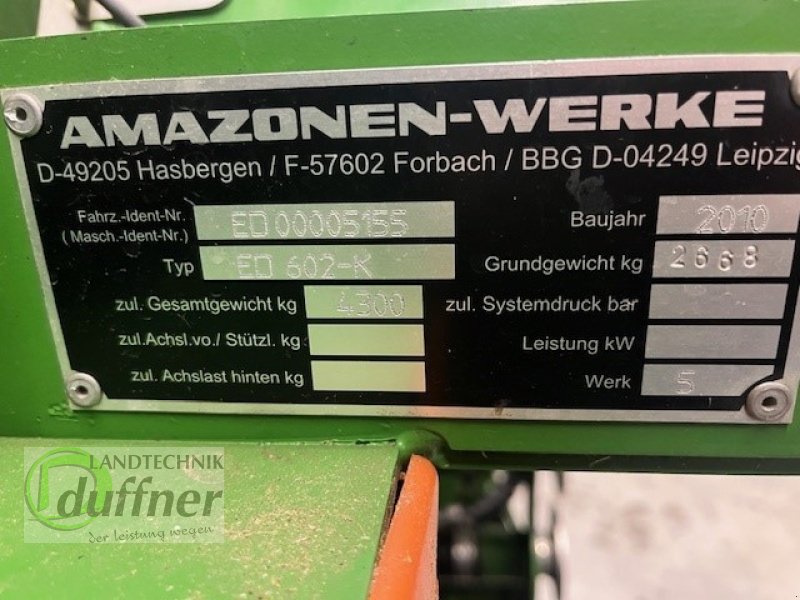 AMAZONEN-WERKE
D-49205 Hasbergen / F-57602 Forbach / BBG D-04249 Leipzig
Fahrz.-Ident-Nr. ED00005155 Baujahr 2010
( Masch.-Ident-Nr.)
Typ ED 602-K Grundgewicht kg 2668
zul. Gesamtgewicht kg 4300 zul. Systemdruck bar
zul.Achsl.vo./ Stützl. kg Leistung kW
zul. Achslast hinten kg Werk 5
LANDTECHNIK
duffner
der leistung wegen